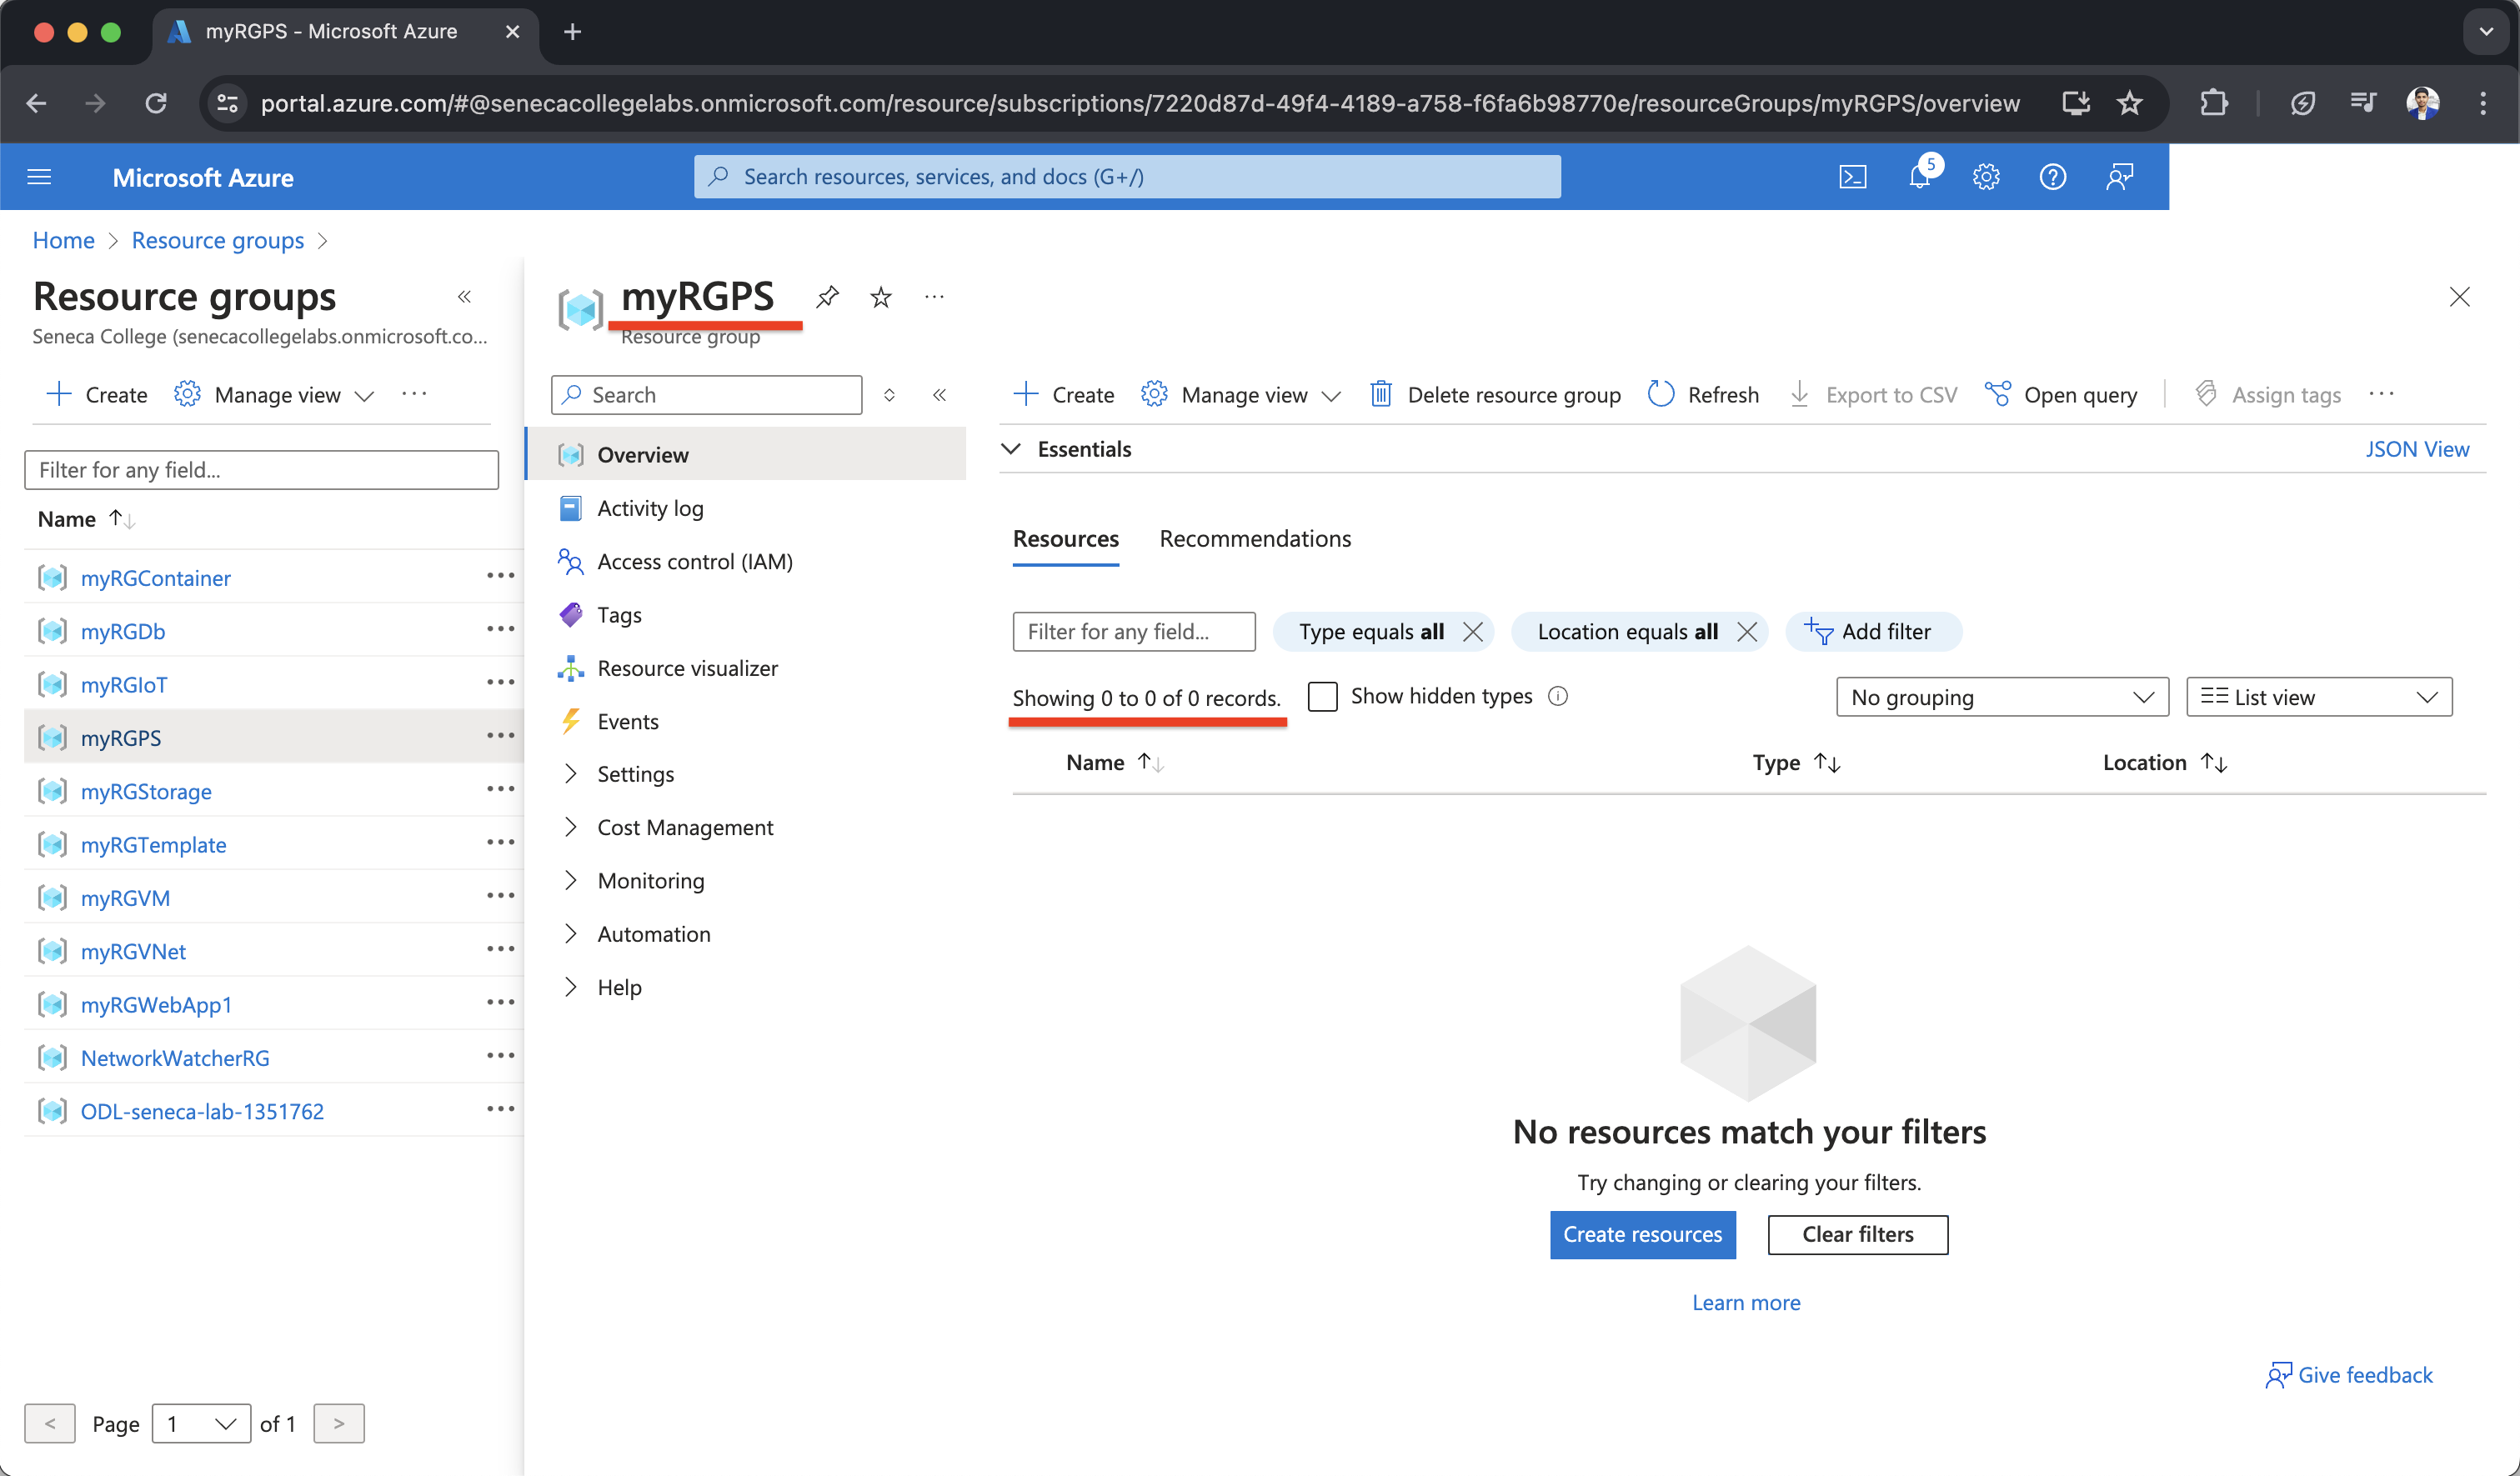 myRGPS - Microsoft Azure
portal.azure.com/#@senecacollegelabs.onmicrosoft.com/resource/subscriptions/7220d87d-49f4-4189-a758-f6fa6b98770e/resourceGroups/myRGPS/overview
Microsoft Azure
Search resources, services, and docs (G+/)
5
Home > Resource groups >
Resource groups
Seneca College (senecacollegelabs.onmicrosoft.co...
Create Manage view ...
Filter for any field...
Name
myRGContainer
myRGDb
myRGIoT
myRGPS
myRGStorage
myRGTemplate
myRGVM
myRGVNet
myRGWebApp1
NetworkWatcherRG
ODL-seneca-lab-1351762
< Page 1 of 1 >
myRGPS
Resource group
Search
Overview
Activity log
Access control (IAM)
Tags
Resource visualizer
Events
Settings
Cost Management
Monitoring
Automation
Help
Create Manage view Delete resource group Refresh Export to CSV Open query Assign tags ...
Essentials JSON View
Resources Recommendations
Filter for any field... Type equals all Location equals all Add filter
Showing 0 to 0 of 0 records. Show hidden types No grouping List view
Name Type Location
No resources match your filters
Try changing or clearing your filters.
Create resources Clear filters
Learn more
Give feedback